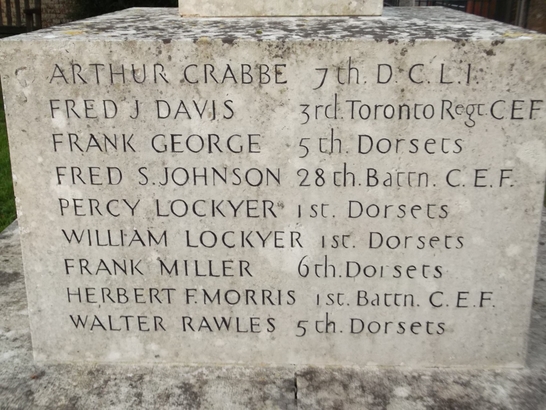 ARTHUR CRABBE 7th. D.C.L.I.
FRED J DAVIS 3rd. Toronto Regt. CEF
FRANK GEORGE 5th. Dorsets
FRED S. JOHNSON 28th. Battn. C.E.F.
PERCY LOCKYER 1st. Dorsets
WILLIAM LOCKYER 1st. Dorsets
FRANK MILLER 6th. Dorsets
HERBERT F. MORRIS 1st. Battn. C.E.F.
WALTER RAWLES 5th. Dorsets